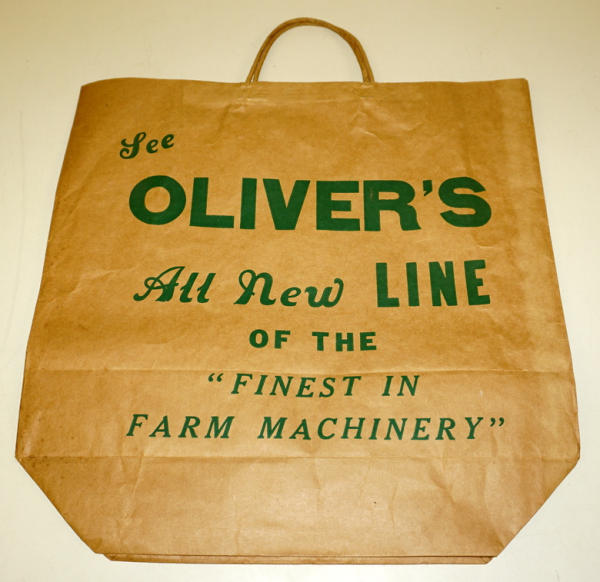 See
OLIVER'S
All New LINE
OF THE
"FINEST IN
FARM MACHINERY"